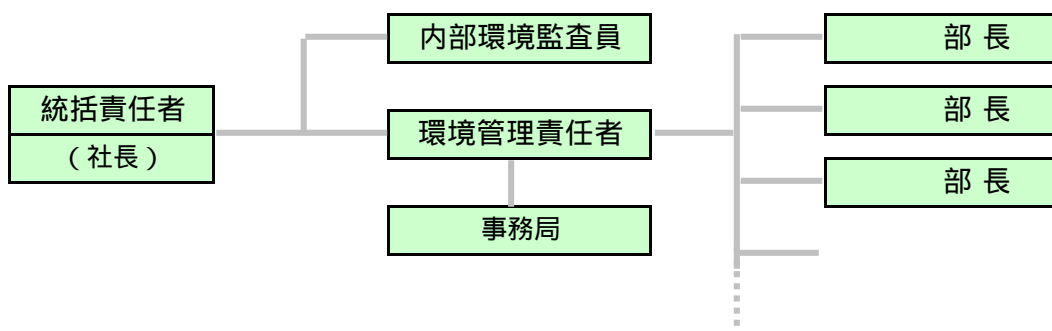 内部環境監査員
部 長
統括責任者
(社長)
環境管理責任者
部 長
事務局
部 長